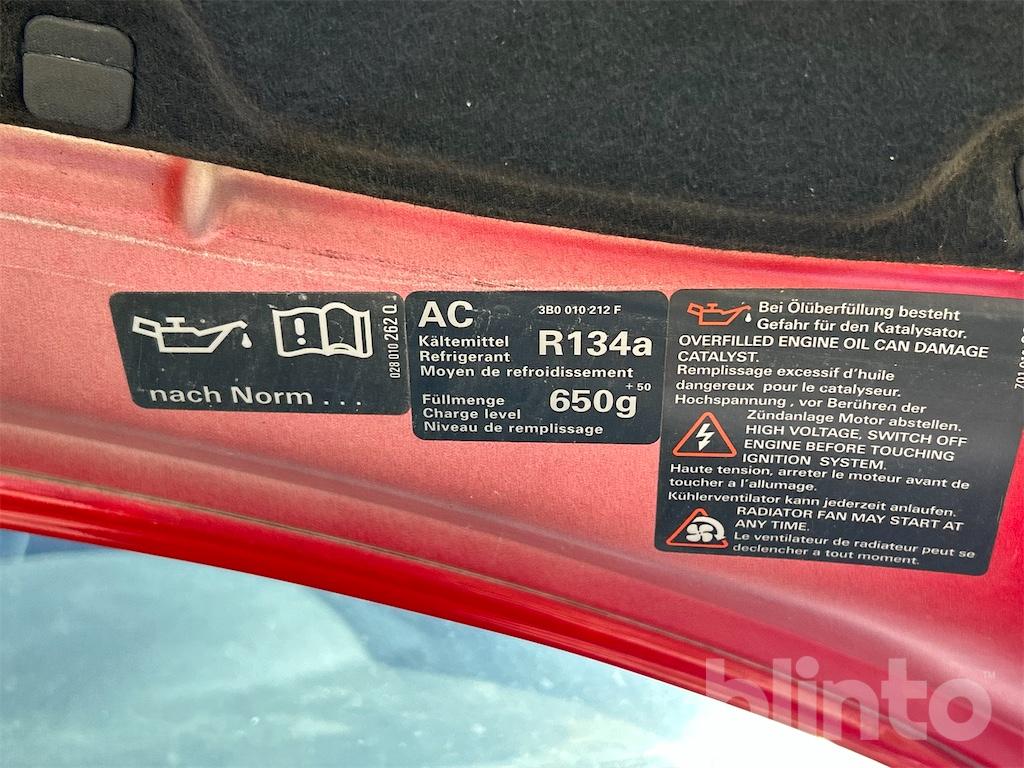 nach Norm ...
028 010 262 Q
AC
3B0 010 212 F
Kältemittel
Refrigerant
R134a
Moyen de refroidissement
Füllmenge
Charge level
650g +50
Niveau de remplissage
Bei Ölüberfüllung besteht
Gefahr für den Katalysator.
OVERFILLED ENGINE OIL CAN DAMAGE
CATALYST.
Remplissage excessif d'huile
dangereux pour le catalyseur.
Hochspannung, vor Berühren der
Zündanlage Motor abstellen.
HIGH VOLTAGE, SWITCH OFF
ENGINE BEFORE TOUCHING
IGNITION SYSTEM.
Haute tension, arreter le moteur avant de
toucher a l'allumage.
Kühlerventilator kann jederzeit anlaufen.
RADIATOR FAN MAY START AT
ANY TIME.
Le ventilateur de radiateur peut se
declencher a tout moment.
blinto™